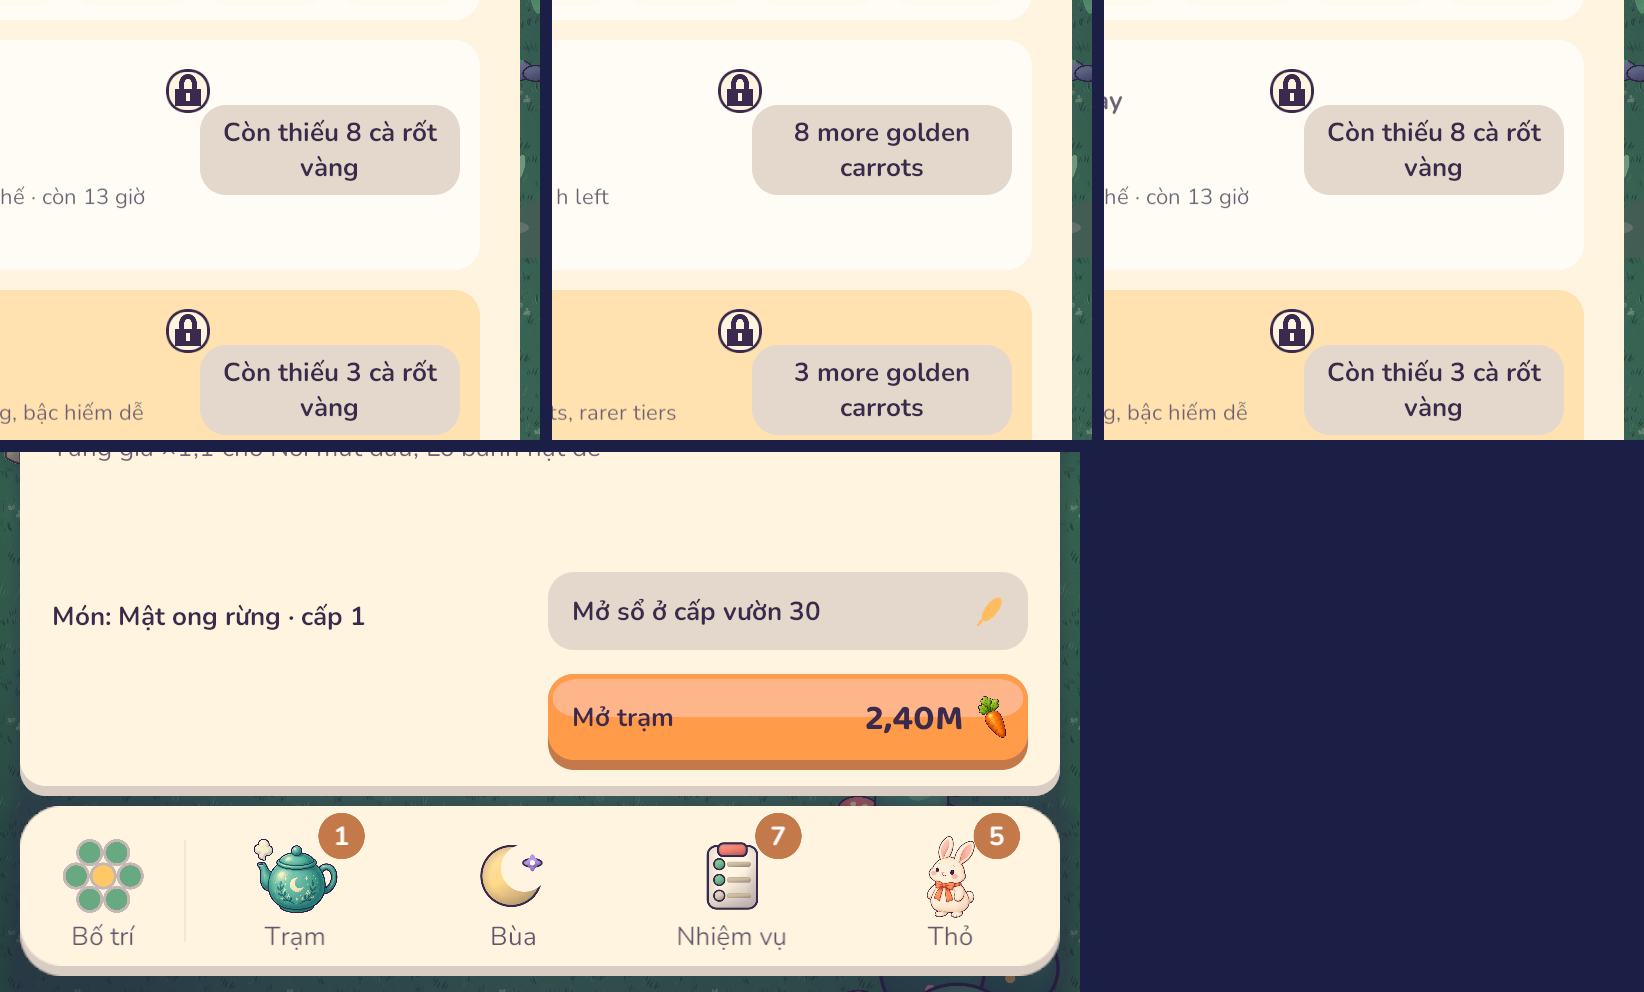 Còn thiếu 8 cà rốt
vàng
hế · còn 13 giờ
Còn thiếu 3 cà rốt
vàng
g, bậc hiếm dễ
8 more golden
carrots
h left
3 more golden
carrots
ts, rarer tiers
ay
Còn thiếu 8 cà rốt
vàng
hế · còn 13 giờ
Còn thiếu 3 cà rốt
vàng
g, bậc hiếm dễ
Món: Mật ong rừng · cấp 1
Mở sổ ở cấp vườn 30
Mở trạm 2,40M
1
7
5
Bố trí
Trạm
Bùa
Nhiệm vụ
Thỏ